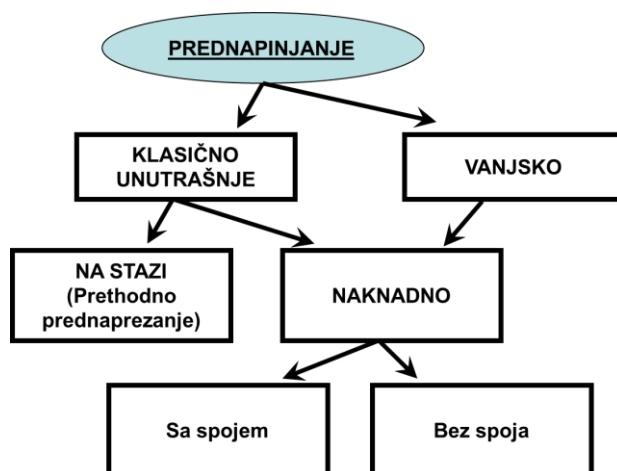 PREDNAPINJANJE
KLASIČNO
UNUTRAŠNJE
VANJSKO
NA STAZI
(Prethodno
prednaprezanje)
NAKNADNO
Sa spojem
Bez spoja